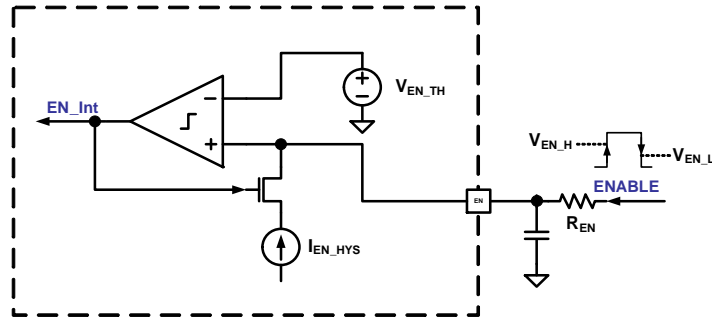 EN_Int
−
+
+
−
V_EN_TH
V_EN_H
V_EN_L
ENABLE
EN
R_EN
I_EN_HYS